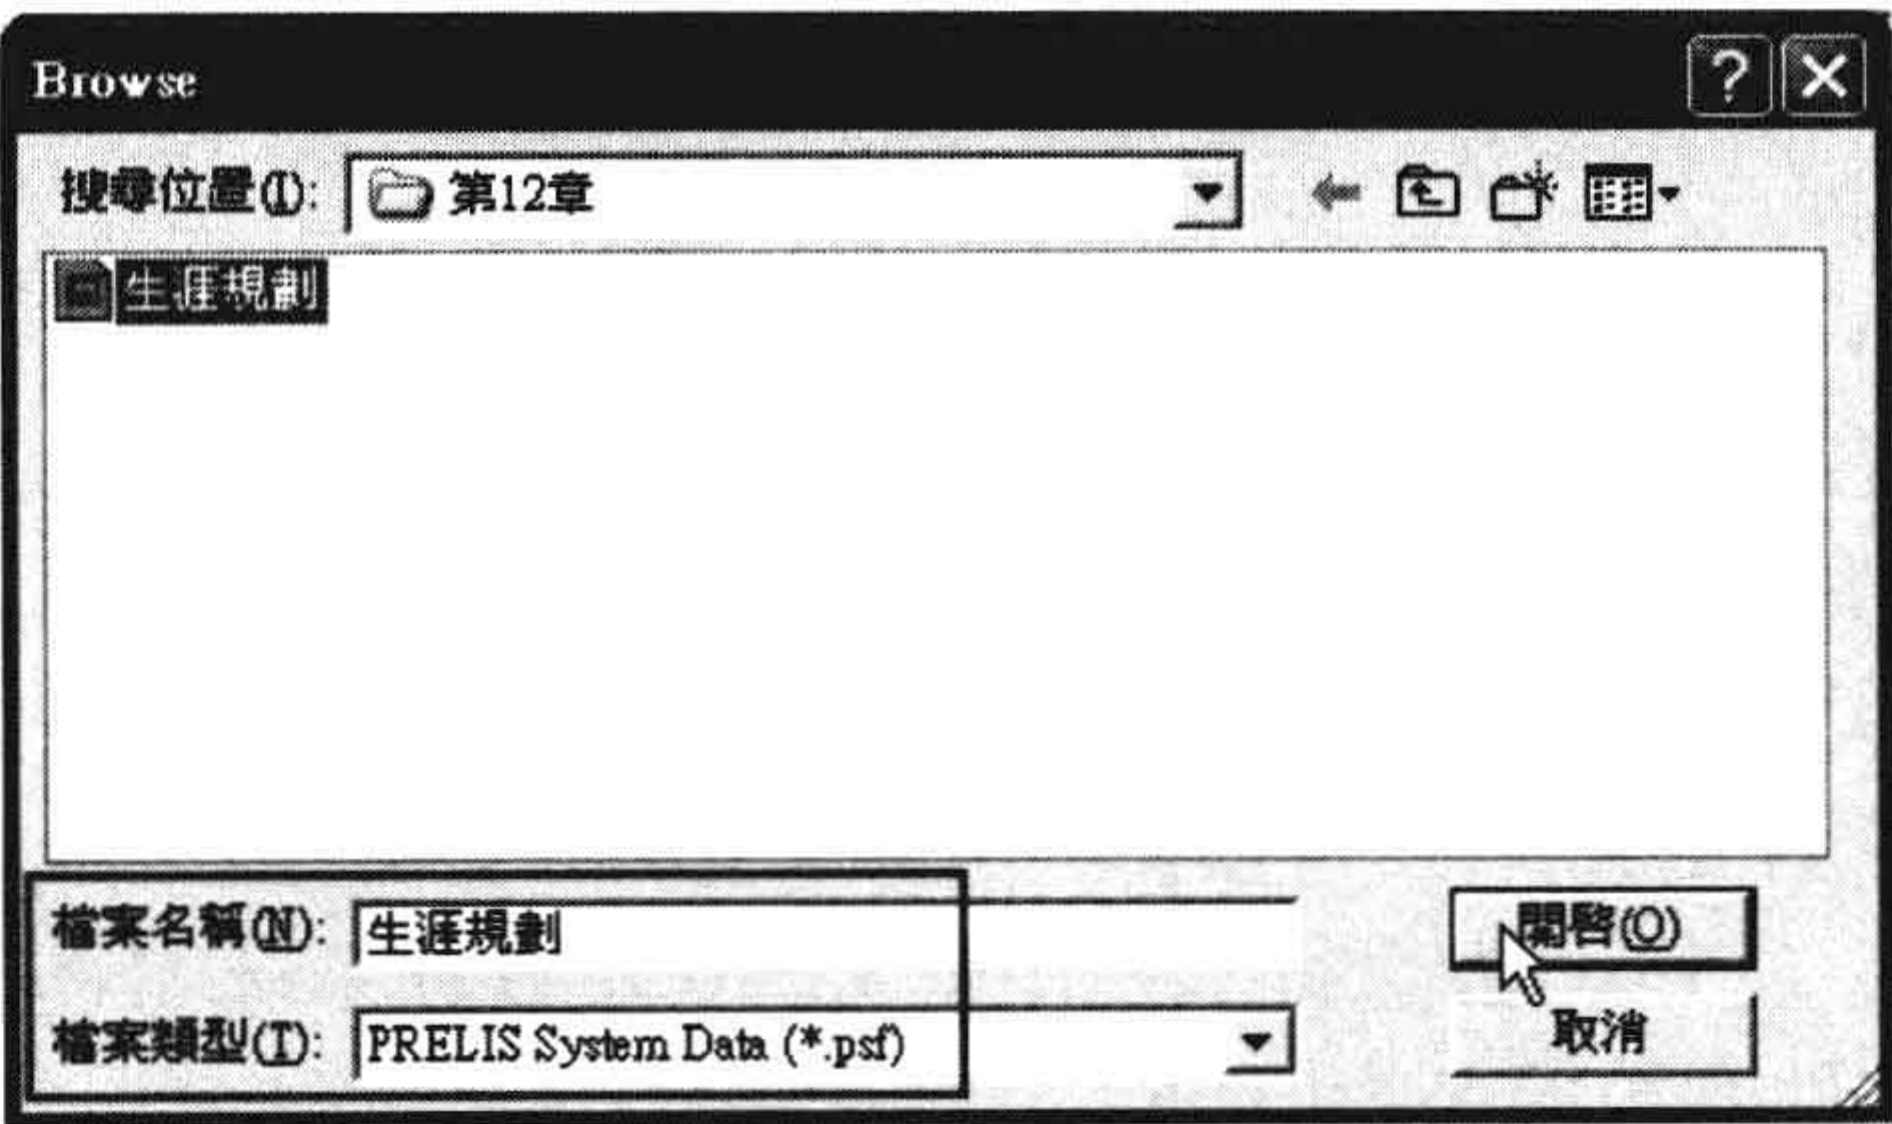 Browse
搜尋位置(I): 第12章
生涯規劃
檔案名稱(N): 生涯規劃
開啓(O)
檔案類型(T): PRELIS System Data (*.psf)
取消